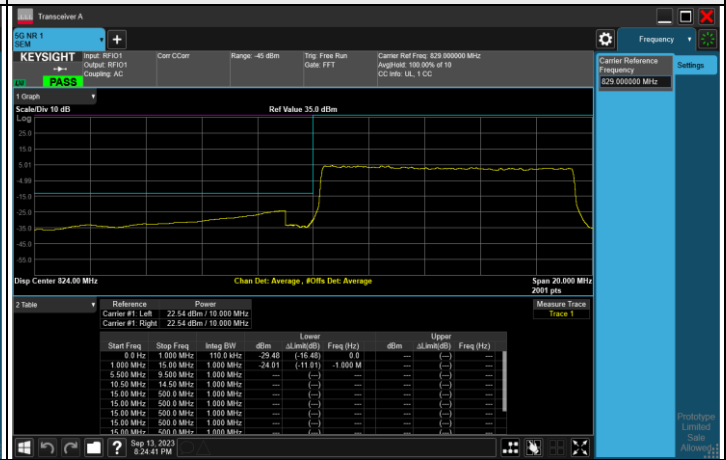 Transceiver A
5G NR 1
SEM
Frequency
KEYSIGHT
Input: RFIO1
Output: RFIO1
Coupling: AC
Corr CCorr
Range: -45 dBm
Trig: Free Run
Gate: FFT
Carrier Ref Freq: 829.000000 MHz
Avg|Hold: 100.00% of 10
CC Info: UL, 1 CC
PASS
Carrier Reference
Frequency
829.000000 MHz
Settings
1 Graph
Scale/Div 10 dB
Ref Value 35.0 dBm
Log
25.0
15.0
5.01
-4.99
-15.0
-25.0
-35.0
-45.0
-55.0
Disp Center 824.00 MHz
Chan Det: Average , #Offs Det: Average
Span 20.000 MHz
2001 pts
2 Table
Reference Power
Carrier #1: Left 22.54 dBm / 10.000 MHz
Carrier #1: Right 22.54 dBm / 10.000 MHz
Measure Trace
Trace 1
Lower Upper
Start Freq Stop Freq Integ BW dBm ΔLimit(dB) Freq (Hz) dBm ΔLimit(dB) Freq (Hz)
0.0 Hz 1.000 MHz 110.0 kHz -29.48 (-16.48) 0.0 --- (---) ---
1.000 MHz 15.00 MHz 1.000 MHz -24.01 (-11.01) -1.000 M --- (---) ---
5.500 MHz 9.500 MHz 1.000 MHz --- (---) --- --- (---) ---
10.50 MHz 14.50 MHz 1.000 MHz --- (---) --- --- (---) ---
15.00 MHz 500.0 MHz 1.000 MHz --- (---) --- --- (---) ---
15.00 MHz 500.0 MHz 1.000 MHz --- (---) --- --- (---) ---
15.00 MHz 500.0 MHz 1.000 MHz --- (---) --- --- (---) ---
15.00 MHz 500.0 MHz 1.000 MHz --- (---) --- --- (---) ---
Prototype
Limited
Sale
Allowed
?
Sep 13, 2023
8:24:41 PM